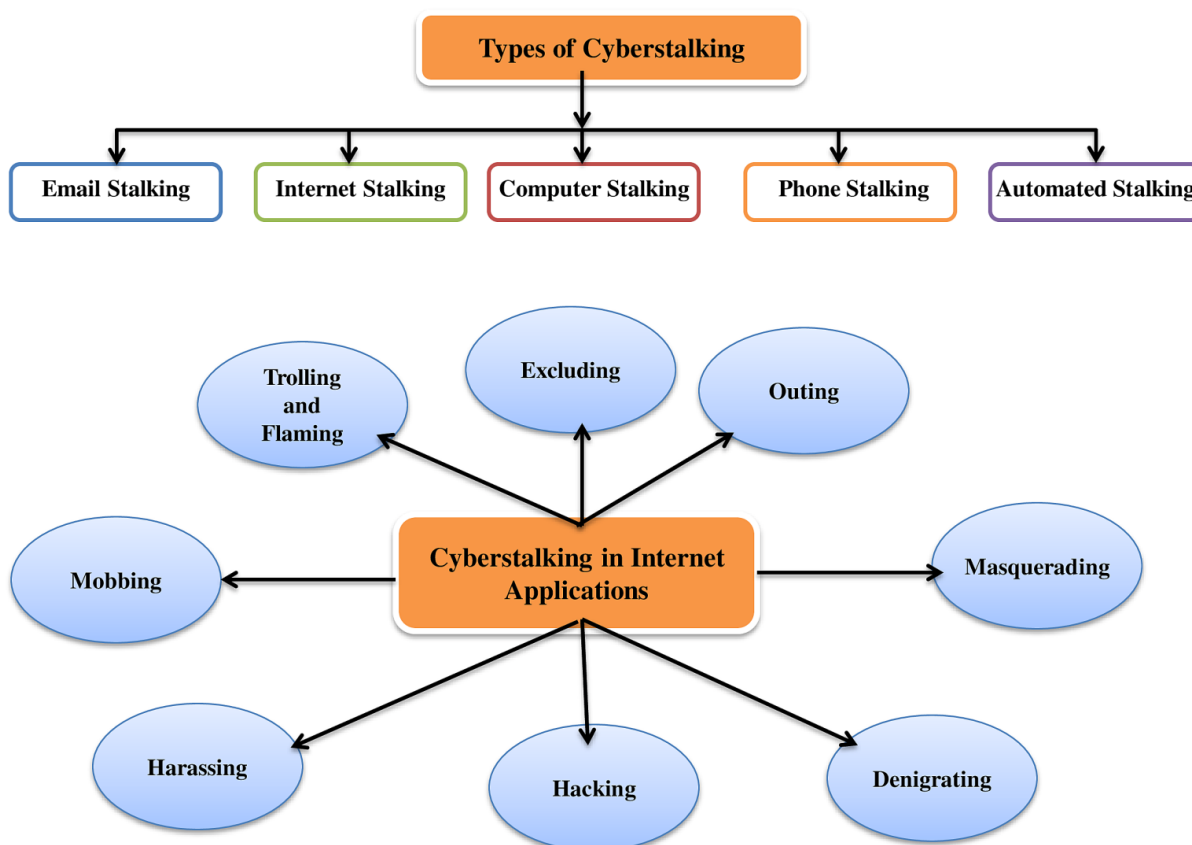 Types of Cyberstalking
Email Stalking
Internet Stalking
Computer Stalking
Phone Stalking
Automated Stalking
Trolling
and
Flaming
Excluding
Outing
Mobbing
Cyberstalking in Internet
Applications
Masquerading
Harassing
Hacking
Denigrating